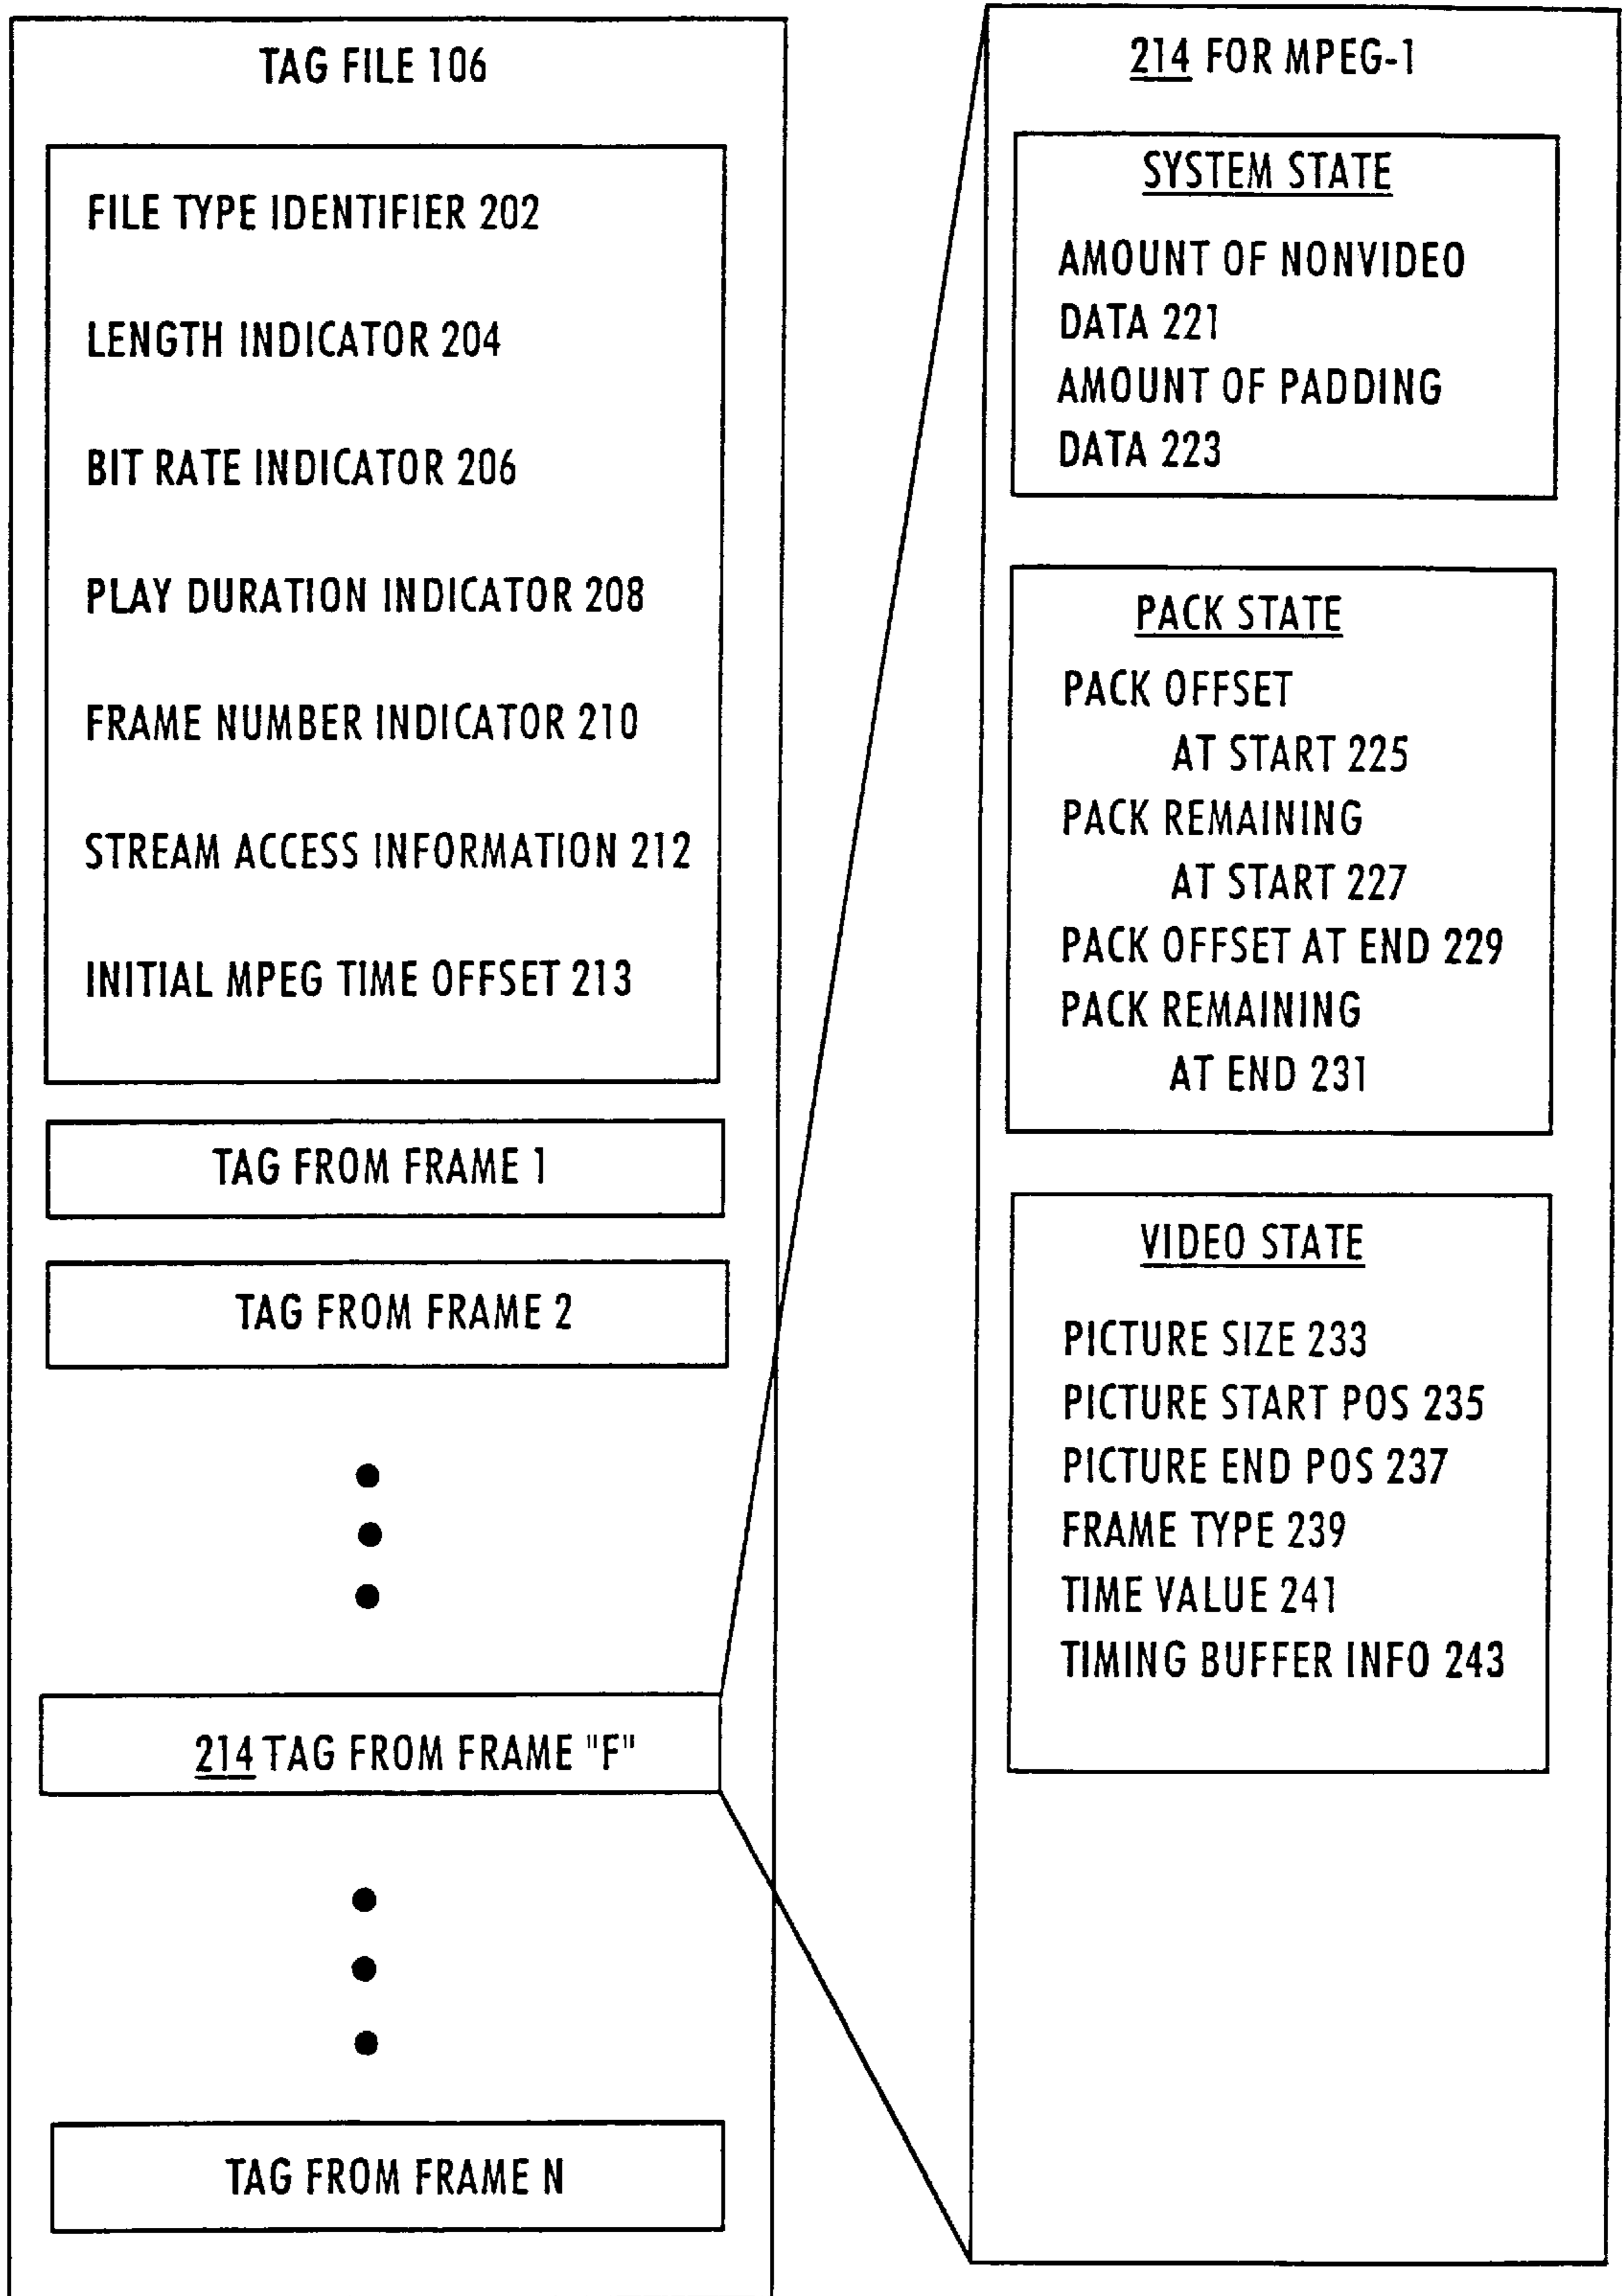 TAG FILE 106
FILE TYPE IDENTIFIER 202
LENGTH INDICATOR 204
BIT RATE INDICATOR 206
PLAY DURATION INDICATOR 208
FRAME NUMBER INDICATOR 210
STREAM ACCESS INFORMATION 212
INITIAL MPEG TIME OFFSET 213
TAG FROM FRAME 1
TAG FROM FRAME 2
214 TAG FROM FRAME "F"
TAG FROM FRAME N
214 FOR MPEG-1
SYSTEM STATE
AMOUNT OF NONVIDEO
DATA 221
AMOUNT OF PADDING
DATA 223
PACK STATE
PACK OFFSET
AT START 225
PACK REMAINING
AT START 227
PACK OFFSET AT END 229
PACK REMAINING
AT END 231
VIDEO STATE
PICTURE SIZE 233
PICTURE START POS 235
PICTURE END POS 237
FRAME TYPE 239
TIME VALUE 241
TIMING BUFFER INFO 243